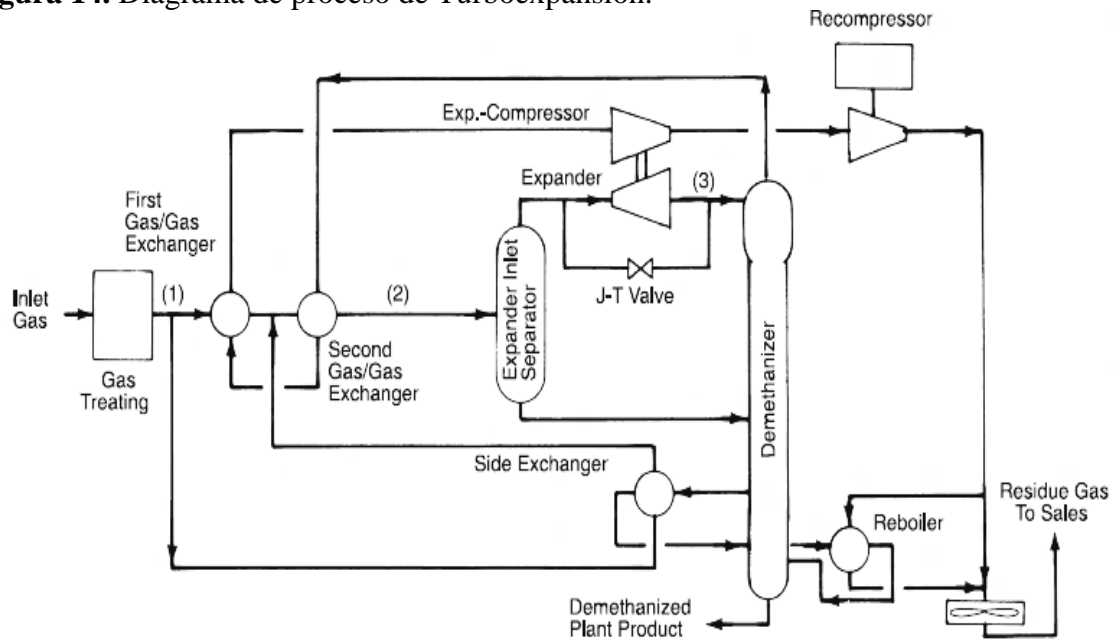 gura 14. Diagrama de proceso de Turboexpansión.
Recompressor
Exp.-Compressor
Expander
(3)
First
Gas/Gas
Exchanger
Inlet
Gas
(1)
(2)
Expander Inlet
Separator
J-T Valve
Gas
Treating
Second
Gas/Gas
Exchanger
Demethanizer
Side Exchanger
Reboiler
Residue Gas
To Sales
Demethanized
Plant Product